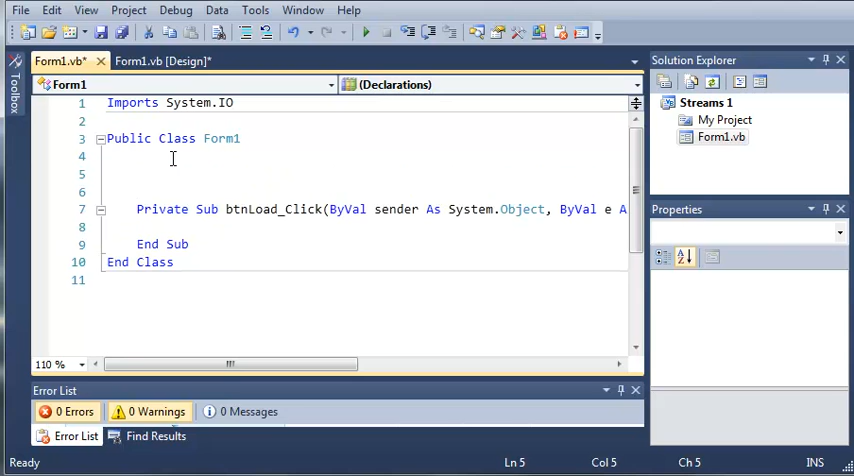 File Edit View Project Build Debug Data Tools Test Window Help
Form1.vb* Form1.vb [Design]*
Form1 (Declarations)
1 Imports System.IO
2
3 Public Class Form1
4
5
6
7 Private Sub btnLoad_Click(ByVal sender As System.Object, ByVal e A
8
9 End Sub
10 End Class
11
110 %
Toolbox
Error List
0 Errors 0 Warnings 0 Messages
Error List Find Results
Solution Explorer
Streams 1
My Project
Form1.vb
Properties
Ready Ln 5 Col 5 Ch 5 INS